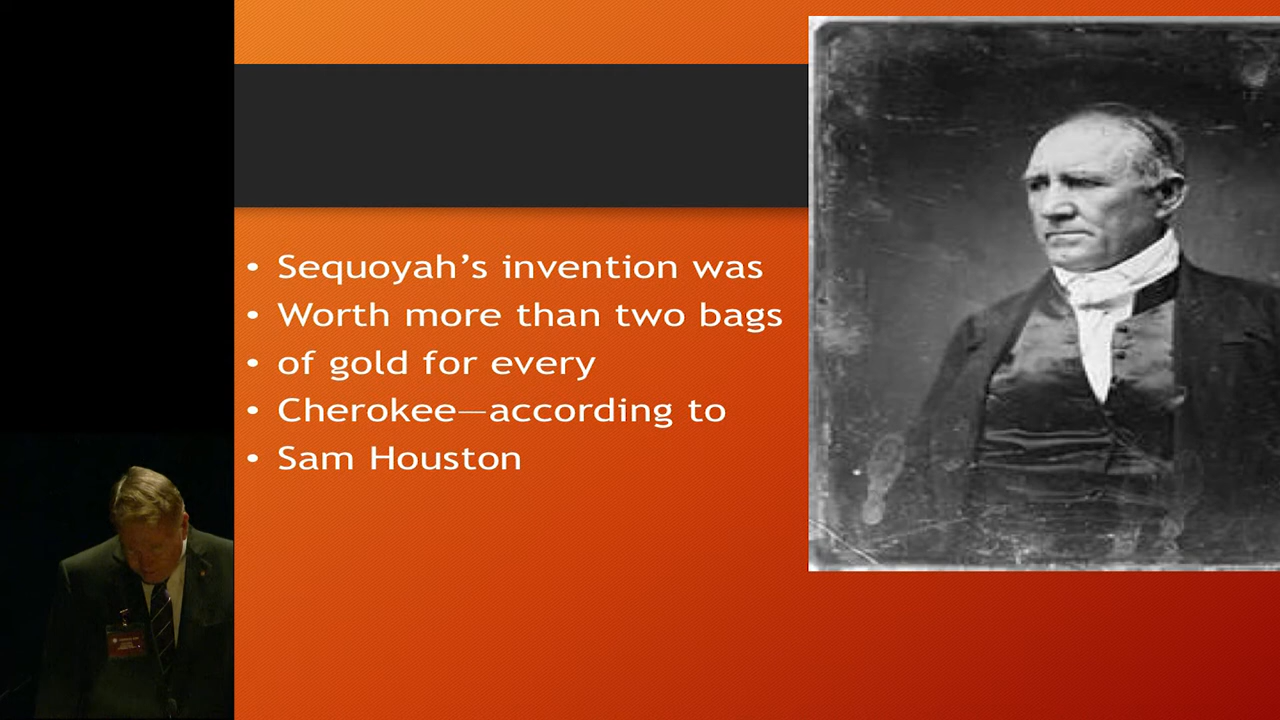 • Sequoyah’s invention was
• Worth more than two bags
• of gold for every
• Cherokee—according to
• Sam Houston